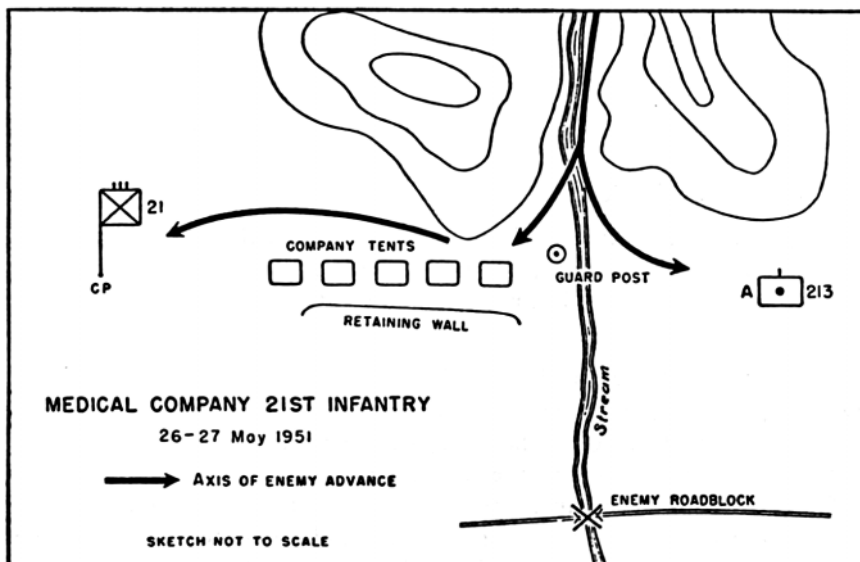 21
CP
COMPANY TENTS
GUARD POST
A 213
RETAINING WALL
MEDICAL COMPANY 21ST INFANTRY
26-27 May 1951
AXIS OF ENEMY ADVANCE
Stream
ENEMY ROADBLOCK
SKETCH NOT TO SCALE